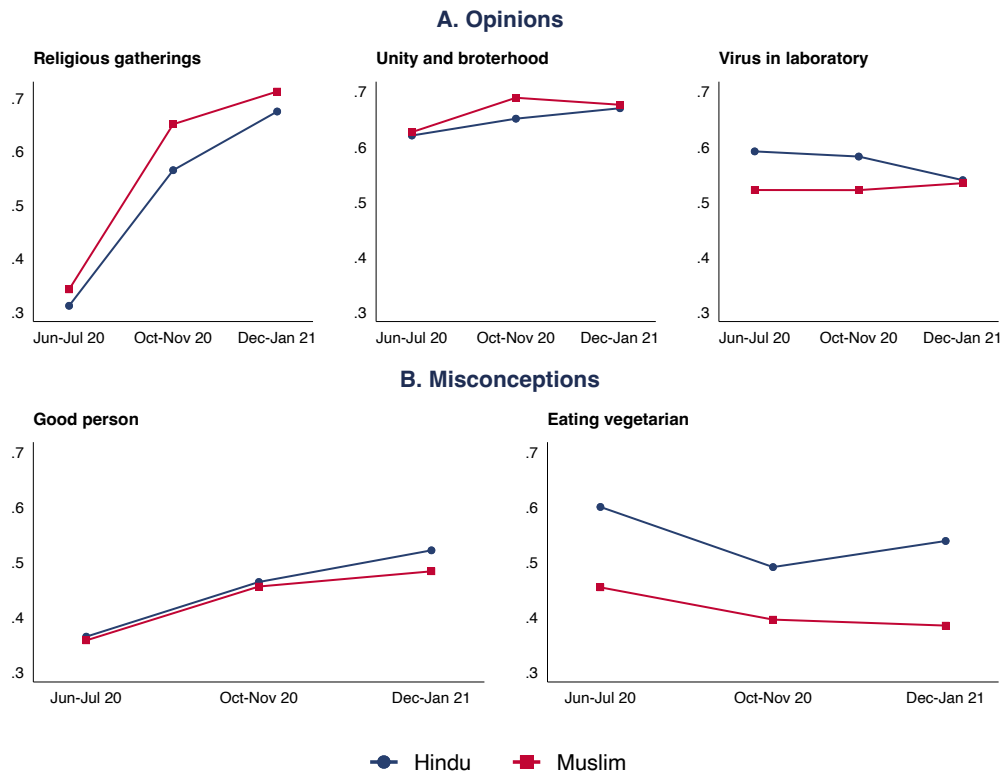 A. Opinions
Religious gatherings
.7
.6
.5
.4
.3
Jun-Jul 20 Oct-Nov 20 Dec-Jan 21
Unity and broterhood
.7
.6
.5
.4
.3
Jun-Jul 20 Oct-Nov 20 Dec-Jan 21
Virus in laboratory
.7
.6
.5
.4
.3
Jun-Jul 20 Oct-Nov 20 Dec-Jan 21
B. Misconceptions
Good person
.7
.6
.5
.4
.3
Jun-Jul 20 Oct-Nov 20 Dec-Jan 21
Eating vegetarian
.7
.6
.5
.4
.3
Jun-Jul 20 Oct-Nov 20 Dec-Jan 21
Hindu Muslim